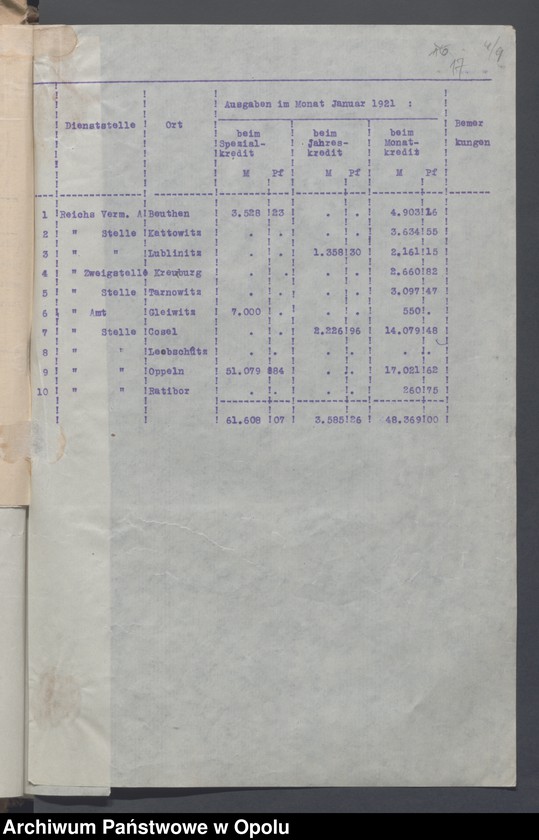 16 4/9
17
Ausgaben im Monat Januar 1921 :
Dienststelle Ort beim Spezial-kredit beim Jahres-kredit beim Monat-kredit Bemer kungen
M Pf M Pf M Pf
1 Reichs Verm. A Beuthen 3.528 23 . . 4.903 16
2 " Stelle Kattowitz . . . . 3.634 55
3 " " Lublinitz . . 1.358 30 2.161 15
4 " Zweigstelle Kreuzburg . . . . 2.660 82
5 " Stelle Tarnowitz . . . . 3.097 47
6 " Amt Gleiwitz 7.000 . . . 550 .
7 " Stelle Cosel . . 2.226 96 14.079 48
8 " " Leobschütz . . . . . .
9 " " Oppeln 51.079 84 . . 17.021 62
10 " " Ratibor . . . . 260 75
61.608 07 3.585 26 48.369 00
Archiwum Państwowe w Opolu